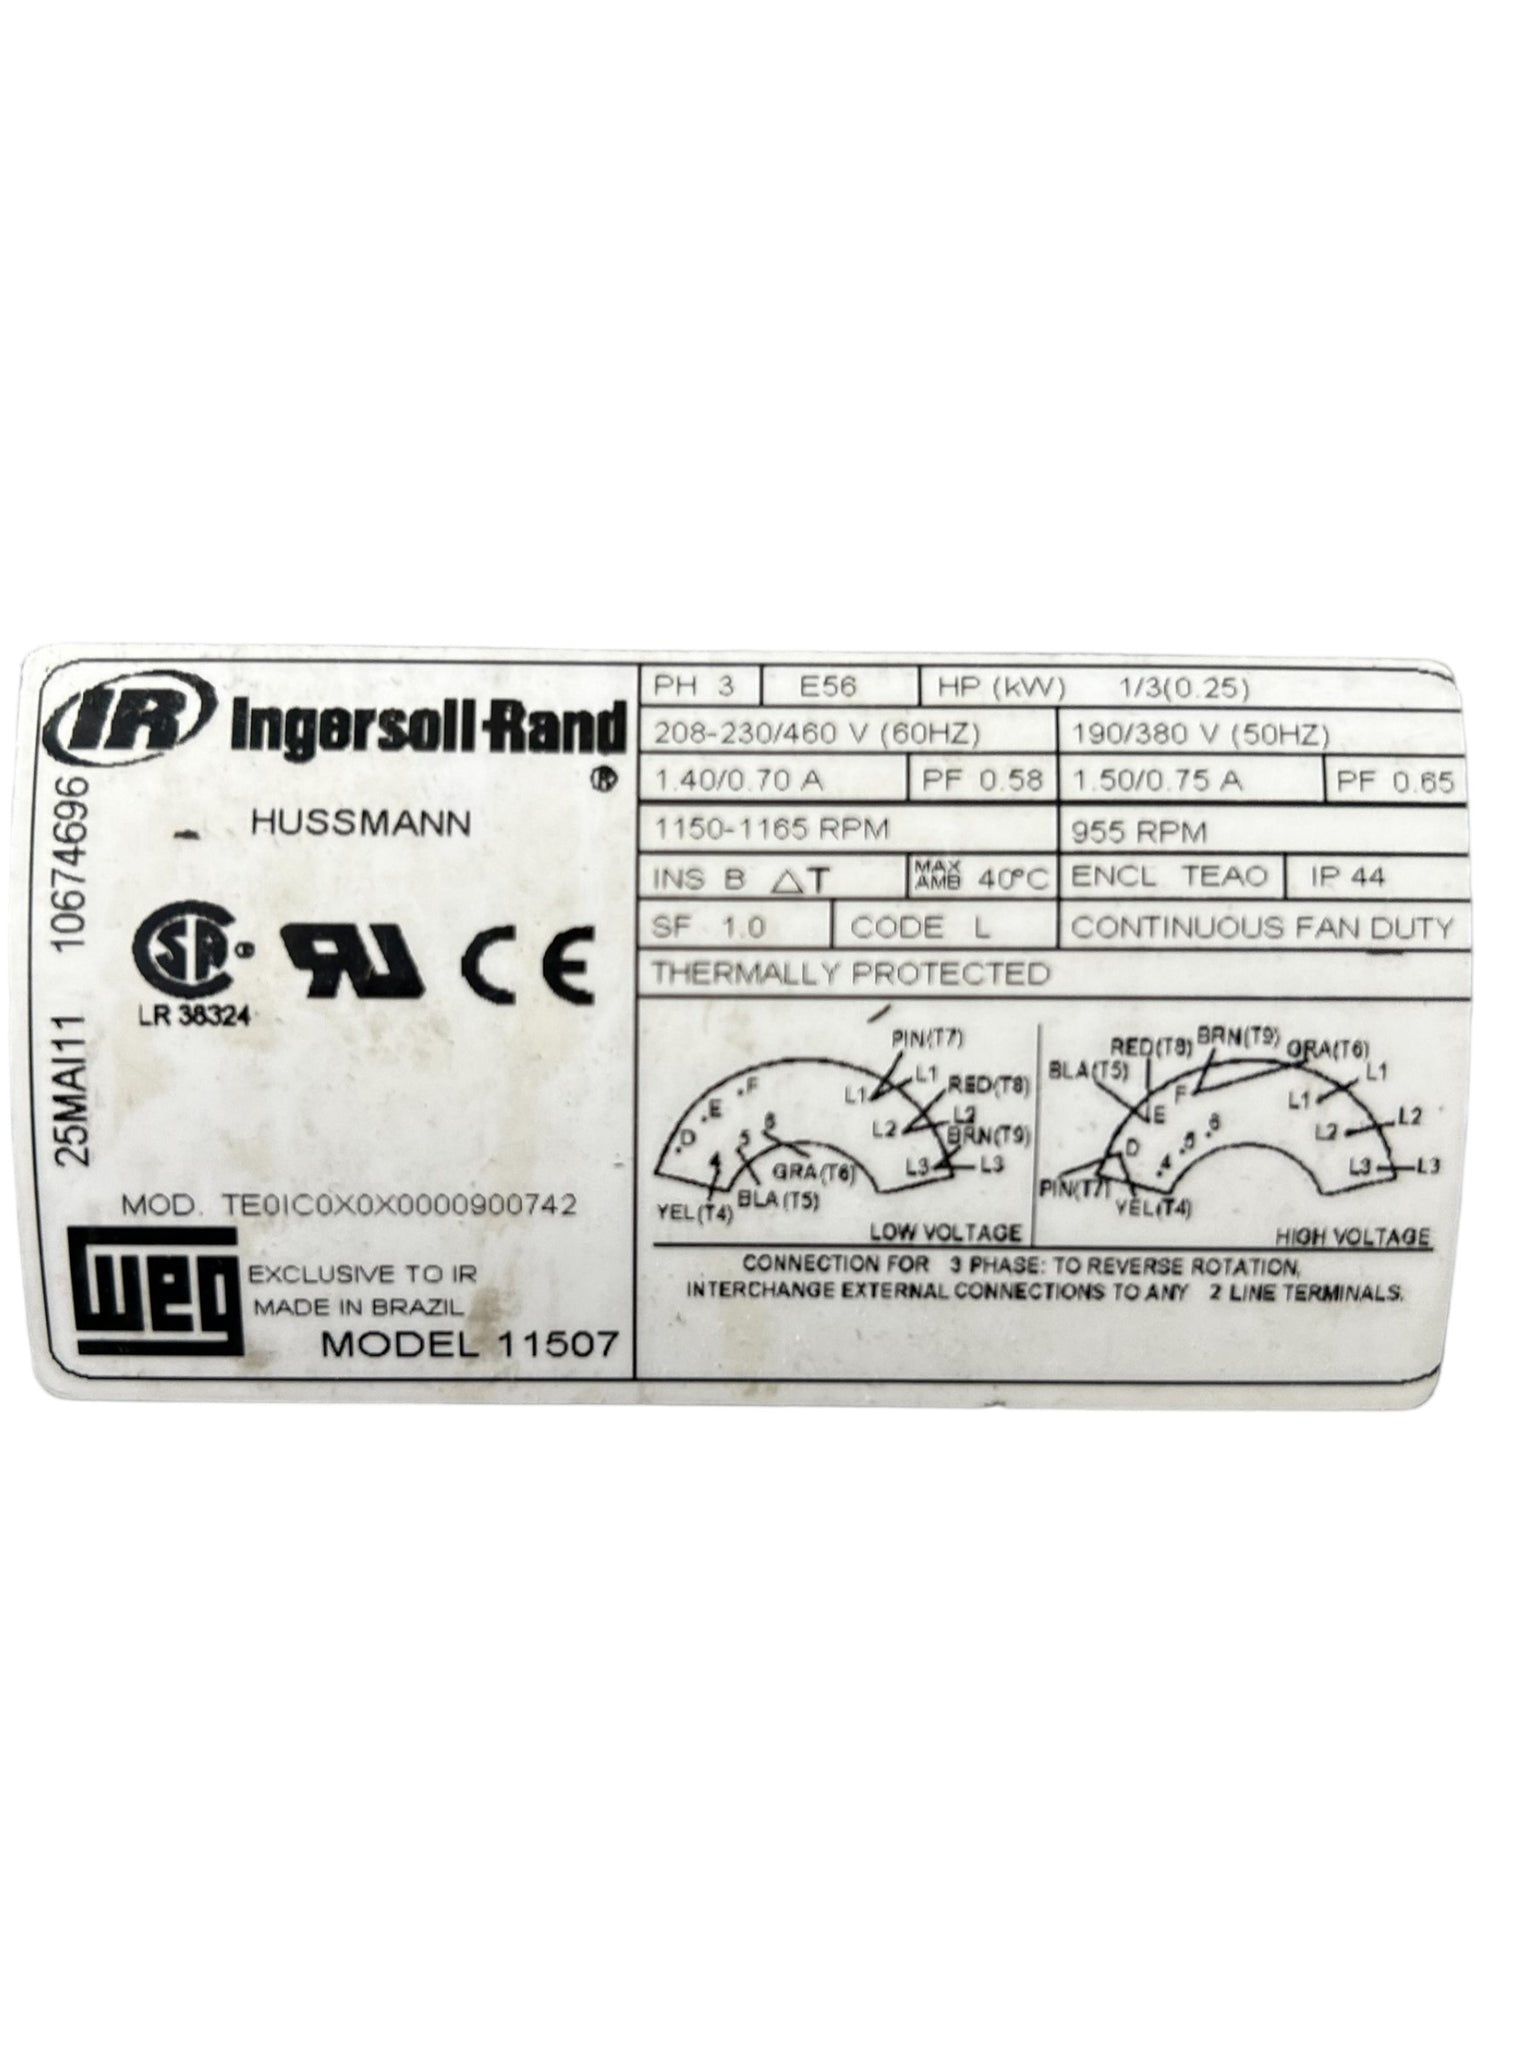 IR Ingersoll-Rand
®
HUSSMANN
25MAI11 10674696
LR 38324
MOD. TE0IC0X0X0000900742
WEG
EXCLUSIVE TO IR
MADE IN BRAZIL
MODEL 11507
PH 3 E56 HP (kW) 1/3(0.25)
208-230/460 V (60HZ) 190/380 V (50HZ)
1.40/0.70 A PF 0.58 1.50/0.75 A PF 0.65
1150-1165 RPM 955 RPM
INS B △T MAX AMB 40°C ENCL TEAO IP 44
SF 1.0 CODE L CONTINUOUS FAN DUTY
THERMALLY PROTECTED
PIN(T7)
L1 L1 RED(T8)
L2 L2
BRN(T9)
L3 L3
F
E
D
6
5
4
GRA(T6)
BLA(T5)
YEL(T4)
LOW VOLTAGE
RED(T8) BRN(T9) GRA(T6)
BLA(T5)
F
E
D
6
5
4
L1 L1
L2 L2
L3 L3
PIN(T7)
YEL(T4)
HIGH VOLTAGE
CONNECTION FOR 3 PHASE: TO REVERSE ROTATION,
INTERCHANGE EXTERNAL CONNECTIONS TO ANY 2 LINE TERMINALS.